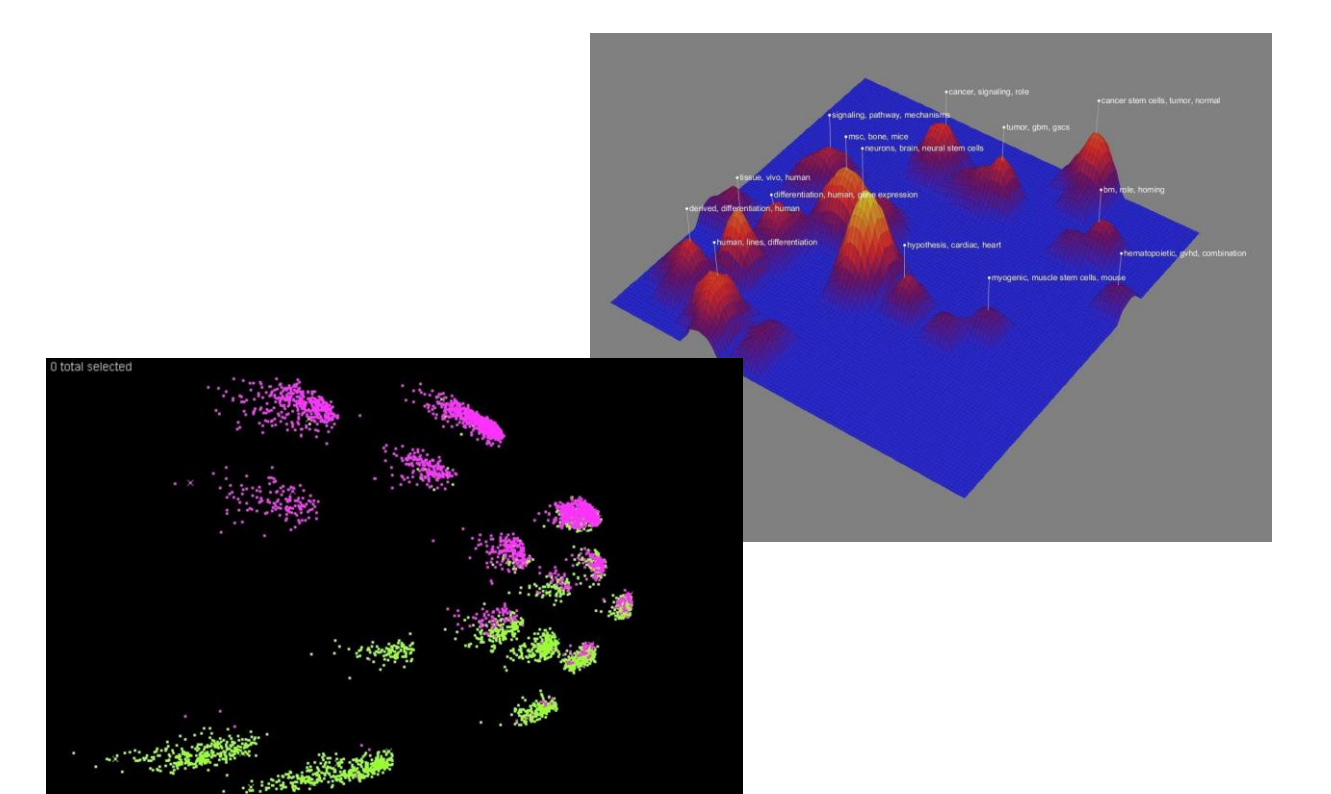 cancer, signaling, role
cancer stem cells, tumor, normal
signaling, pathway, mechanisms
tumor, gbm, gscs
msc, bone, mice
neurons, brain, neural stem cells
tissue, vivo, human
bm, role, homing
differentiation, human, gene expression
derived, differentiation, human
human, lines, differentiation
hypothesis, cardiac, heart
hematopoietic, gvhd, combination
myogenic, muscle stem cells, mouse
0 total selected